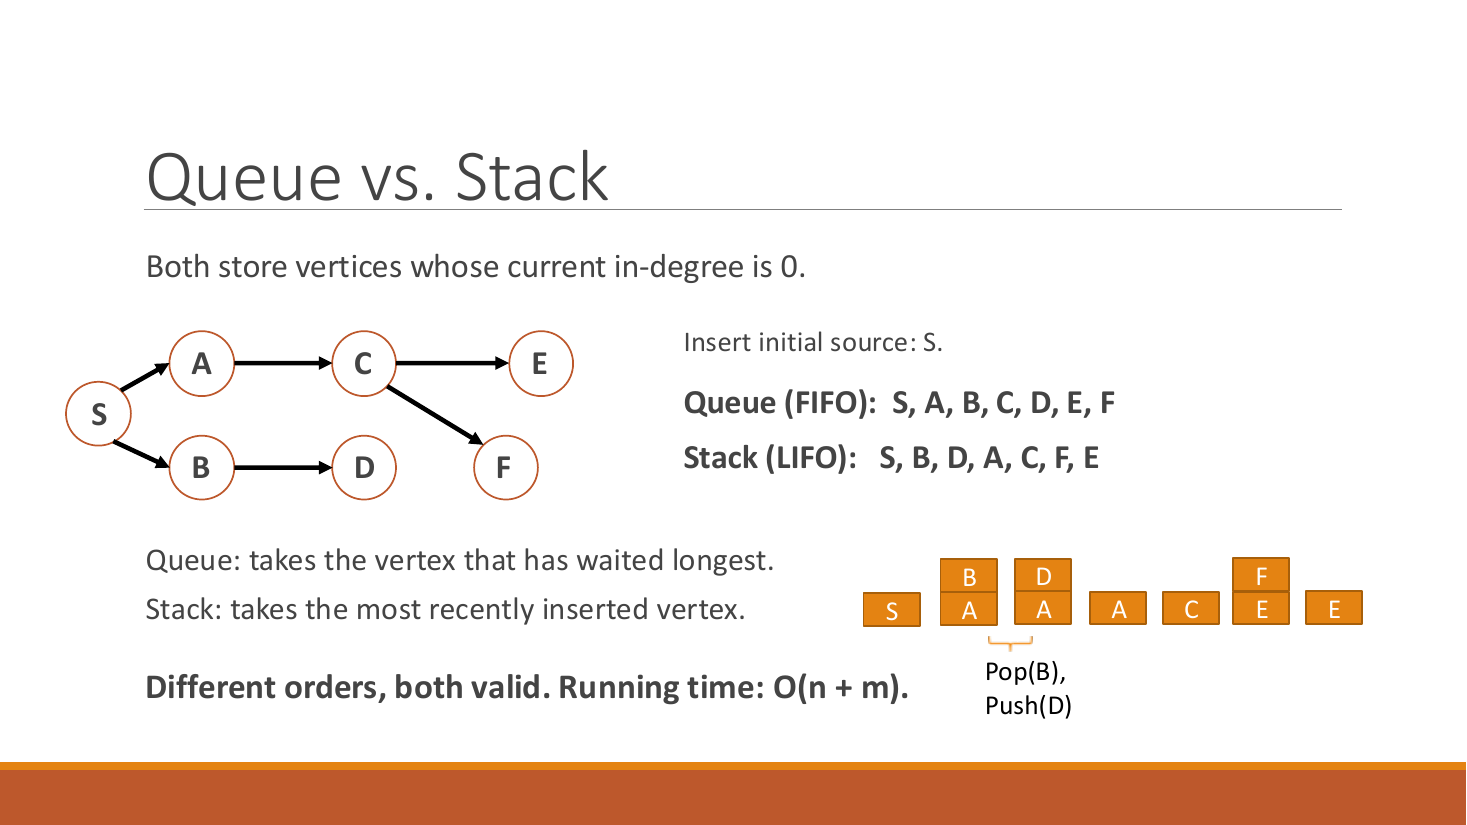 Queue vs. Stack
Both store vertices whose current in-degree is 0.
A
C
E
S
B
D
F
Insert initial source: S.
Queue (FIFO): S, A, B, C, D, E, F
Stack (LIFO): S, B, D, A, C, F, E
Queue: takes the vertex that has waited longest.
Stack: takes the most recently inserted vertex.
B D F
S A A A C E E
Pop(B),
Push(D)
Different orders, both valid. Running time: O(n + m).